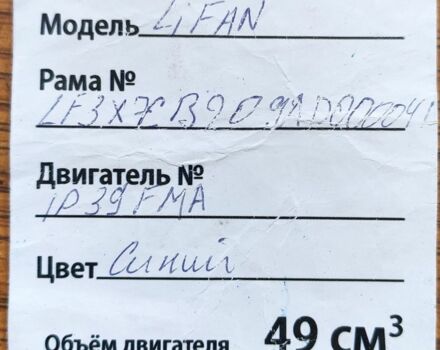 Модель LiFAN
Рама №
Двигатель №
1P39FMA
Цвет Синий
Объём двигателя 49 см³